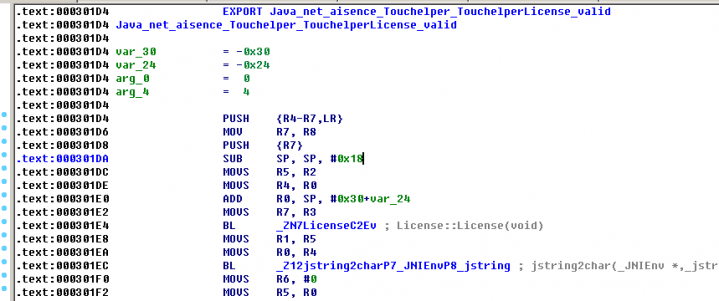 .text:000301D4 EXPORT Java_net_aisence_Touchelper_TouchelperLicense_valid
.text:000301D4 Java_net_aisence_Touchelper_TouchelperLicense_valid
.text:000301D4
.text:000301D4 var_30 = -0x30
.text:000301D4 var_24 = -0x24
.text:000301D4 arg_0 = 0
.text:000301D4 arg_4 = 4
.text:000301D4
.text:000301D4 PUSH {R4-R7,LR}
.text:000301D6 MOV R7, R8
.text:000301D8 PUSH {R7}
.text:000301DA SUB SP, SP, #0x18
.text:000301DC MOVS R5, R2
.text:000301DE MOVS R4, R0
.text:000301E0 ADD R0, SP, #0x30+var_24
.text:000301E2 MOVS R7, R3
.text:000301E4 BL _ZN7LicenseC2Ev ; License::License(void)
.text:000301E8 MOVS R1, R5
.text:000301EA MOVS R0, R4
.text:000301EC BL _Z12jstring2charP7_JNIEnvP8_jstring ; jstring2char(_JNIEnv *,_jstr
.text:000301F0 MOVS R6, #0
.text:000301F2 MOVS R5, R0